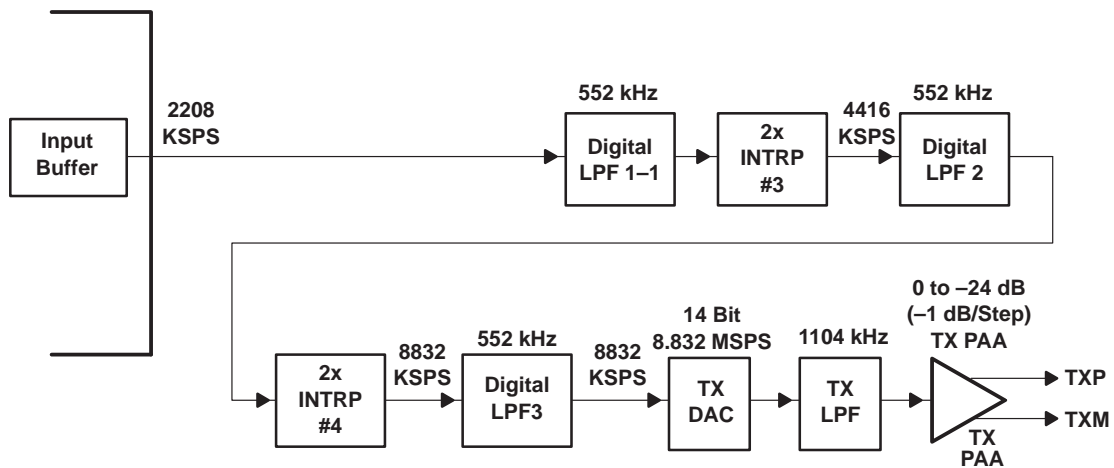 Input
Buffer
2208
KSPS
552 kHz
Digital
LPF 1–1
2x
INTRP
#3
4416
KSPS
552 kHz
Digital
LPF 2
2x
INTRP
#4
8832
KSPS
552 kHz
Digital
LPF3
8832
KSPS
14 Bit
8.832 MSPS
TX
DAC
1104 kHz
TX
LPF
0 to –24 dB
(–1 dB/Step)
TX PAA
TX
PAA
TXP
TXM